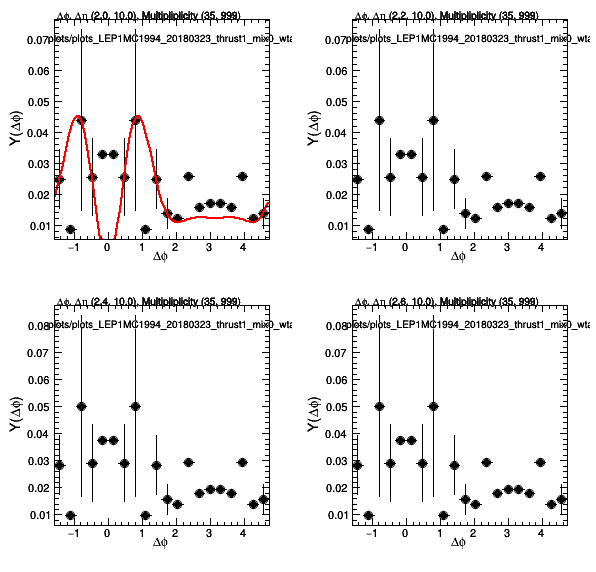 Δϕ, Δη (2.0, 10.0), Multipliplicity (35, 999)
plots/plots_LEP1MC1994_20180323_thrust1_mix0_wta
Y(Δϕ)
0.07
0.06
0.05
0.04
0.03
0.02
0.01
−1 0 1 2 3 4
Δϕ
Δϕ, Δη (2.2, 10.0), Multipliplicity (35, 999)
plots/plots_LEP1MC1994_20180323_thrust1_mix0_wta
Y(Δϕ)
0.07
0.06
0.05
0.04
0.03
0.02
0.01
−1 0 1 2 3 4
Δϕ
Δϕ, Δη (2.4, 10.0), Multipliplicity (35, 999)
plots/plots_LEP1MC1994_20180323_thrust1_mix0_wta
Y(Δϕ)
0.08
0.07
0.06
0.05
0.04
0.03
0.02
0.01
−1 0 1 2 3 4
Δϕ
Δϕ, Δη (2.6, 10.0), Multipliplicity (35, 999)
plots/plots_LEP1MC1994_20180323_thrust1_mix0_wta
Y(Δϕ)
0.08
0.07
0.06
0.05
0.04
0.03
0.02
0.01
−1 0 1 2 3 4
Δϕ